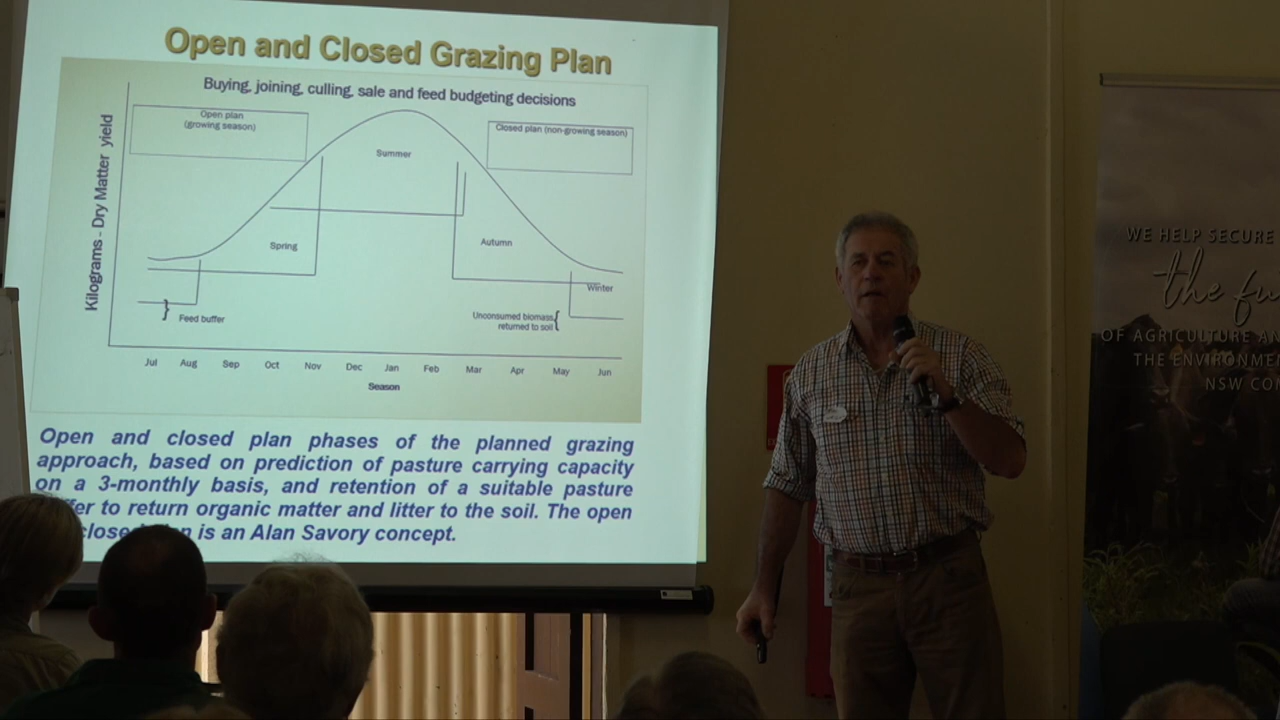 Open and Closed Grazing Plan
Buying, joining, culling, sale and feed budgeting decisions
Open plan
(growing season)
Closed plan (non-growing season)
Kilograms - Dry Matter yield
Summer
Spring
Autumn
Winter
Feed buffer
Unconsumed biomass
returned to soil
Jul Aug Sep Oct Nov Dec Jan Feb Mar Apr May Jun
Season
Open and closed plan phases of the planned grazing
approach, based on prediction of pasture carrying capacity
on a 3-monthly basis, and retention of a suitable pasture
to return organic matter and litter to the soil. The open
is an Alan Savory concept.
WE HELP SECURE
the
OF AGRICULTURE
THE
NSW